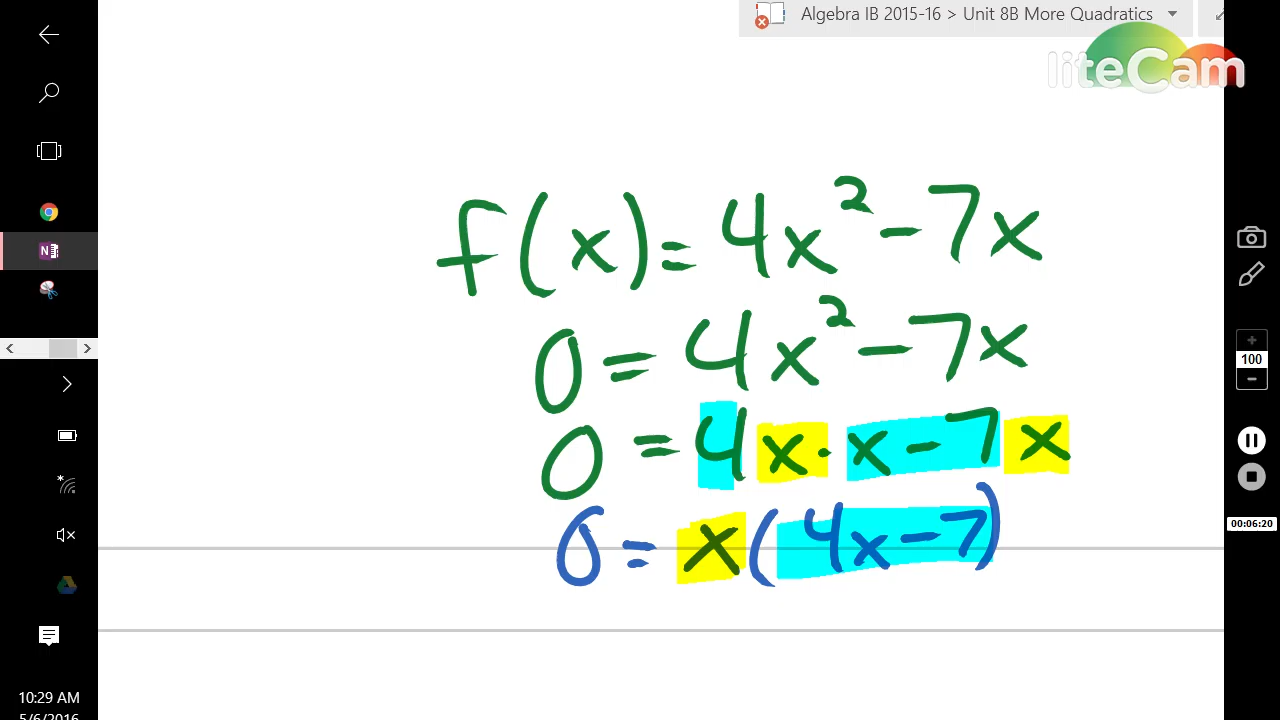 Algebra IB 2015-16 > Unit 8B More Quadratics
liteCam
f(x)=4x²-7x
0=4x²-7x
0=4x·x-7x
0=x(4x-7)
100
00:06:20
N
10:29 AM